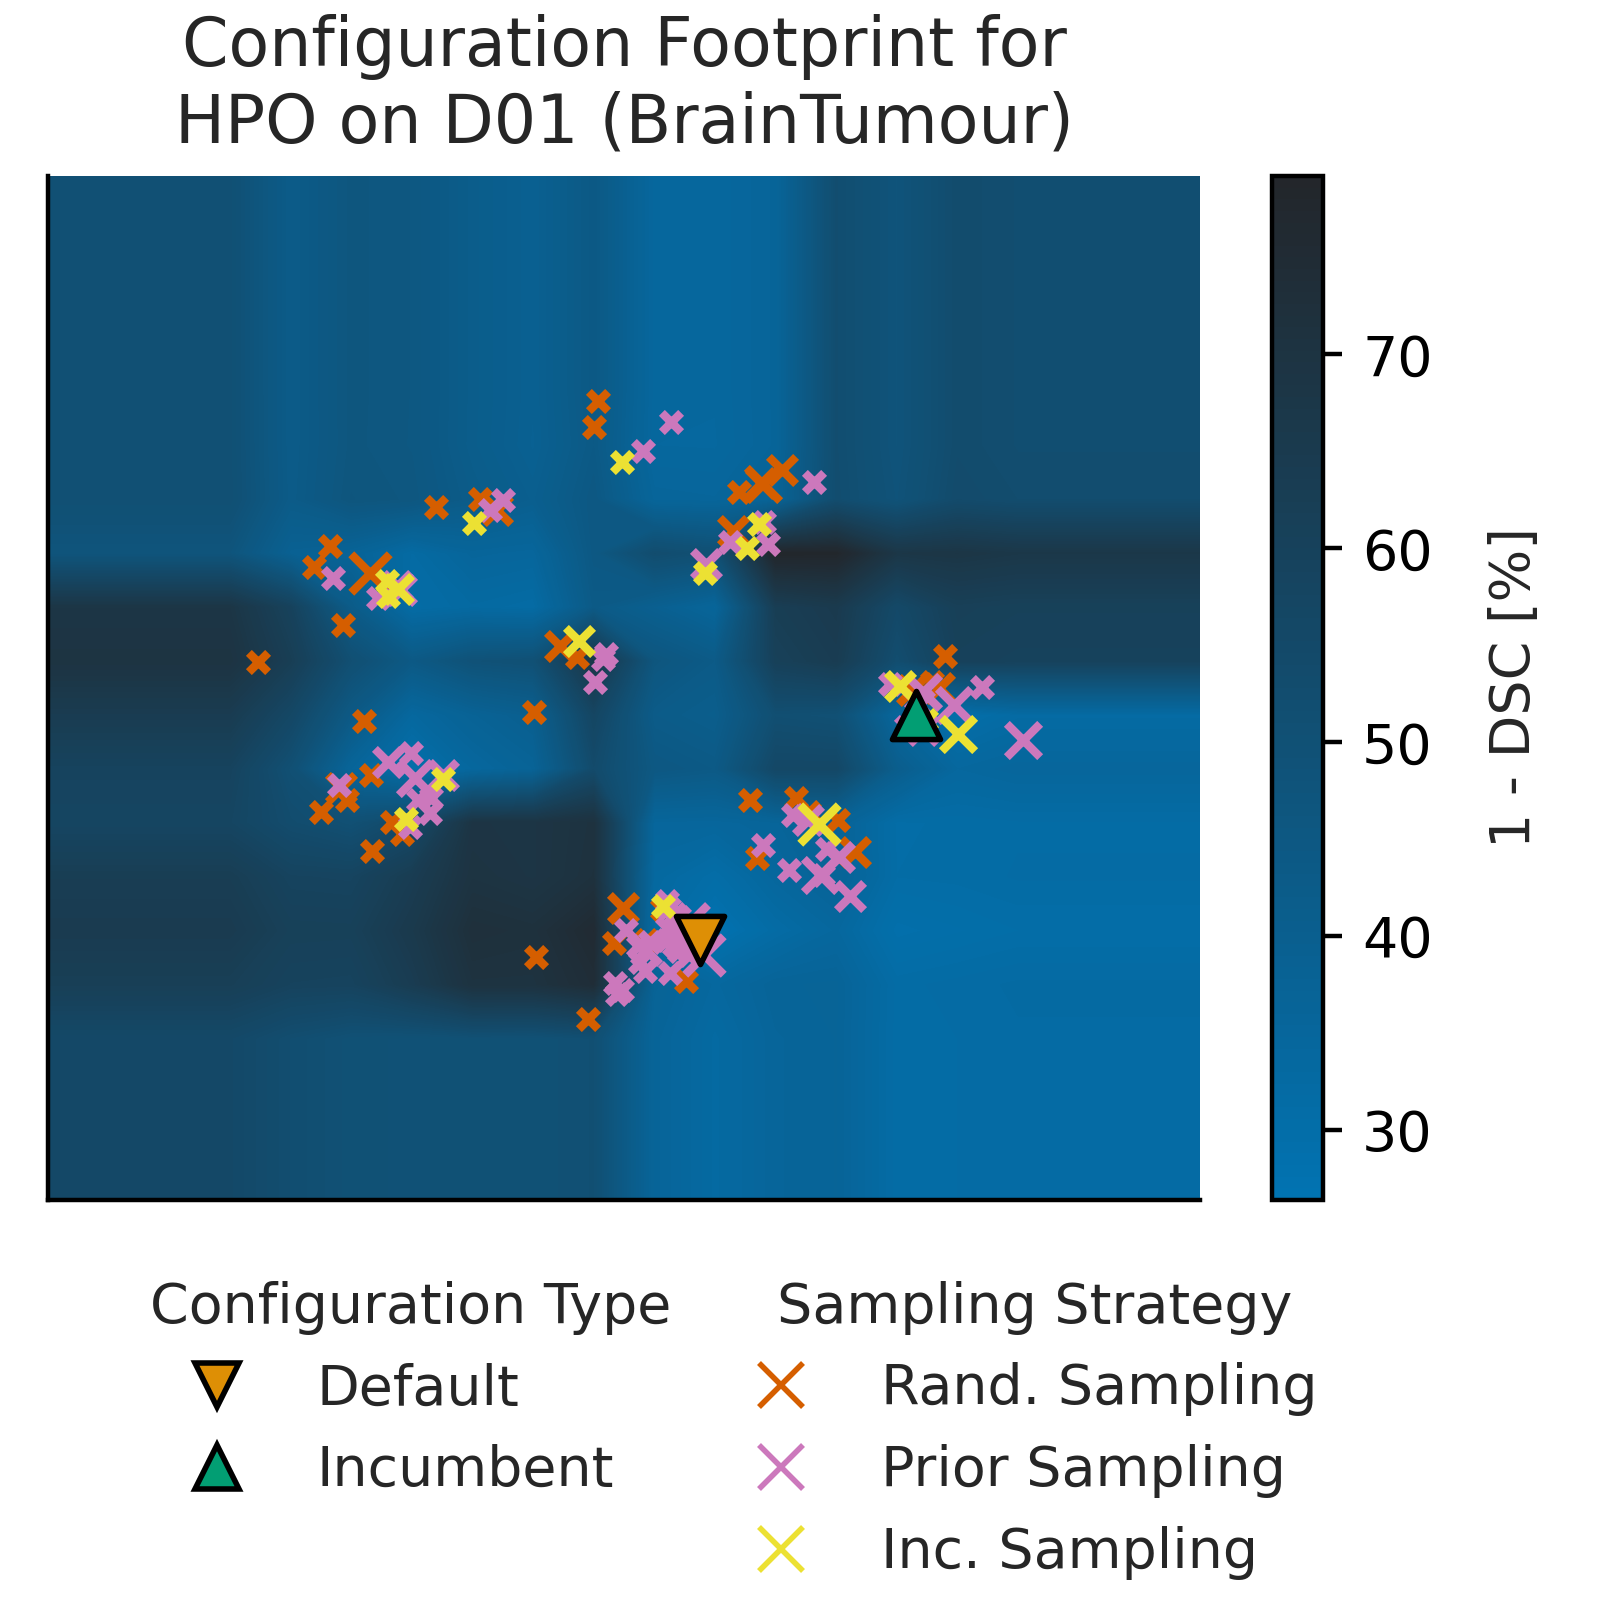 Configuration Footprint for
HPO on D01 (BrainTumour)
70
60
50
40
30
1 - DSC [%]
Configuration Type
Default
Incumbent
Sampling Strategy
Rand. Sampling
Prior Sampling
Inc. Sampling